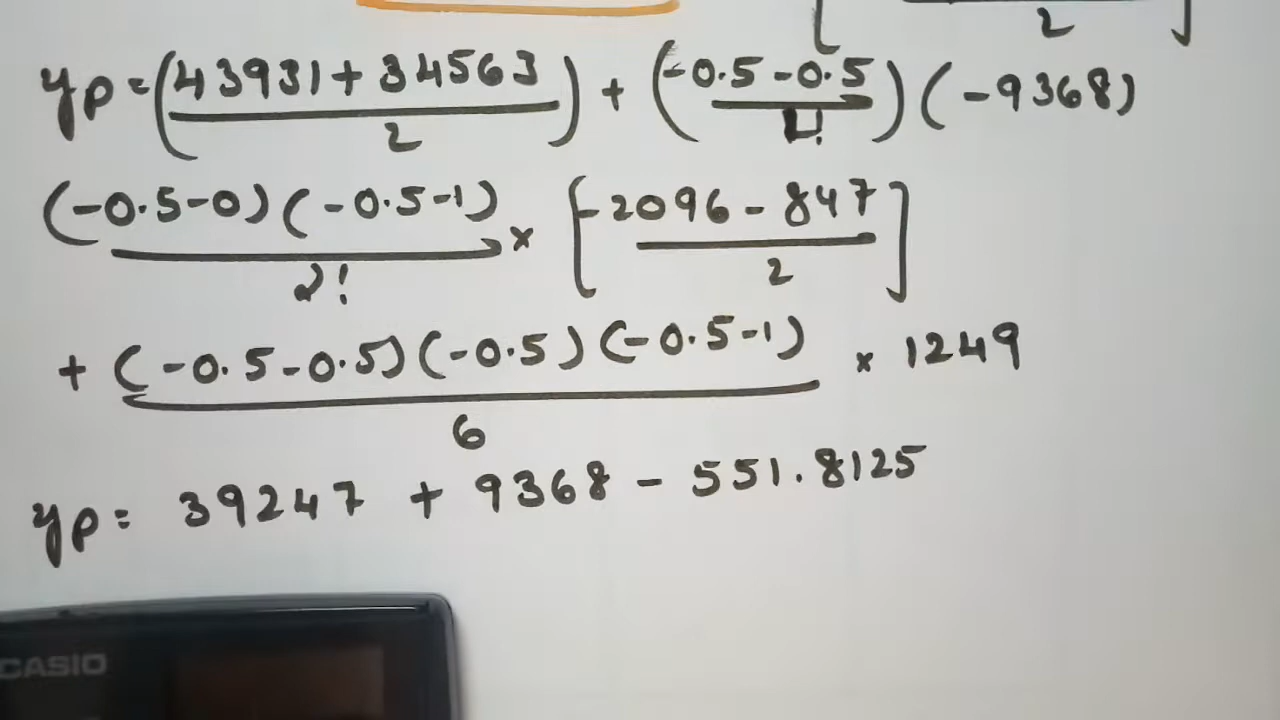 2
yp = (43931 + 34563 / 2) + (-0.5 - 0.5 / 1!) (-9368)
(-0.5-0) (-0.5-1) / 2! × [-2096 - 847 / 2]
+ (-0.5-0.5) (-0.5) (-0.5-1) / 6 × 1249
yp = 39247 + 9368 - 551.8125
CASIO